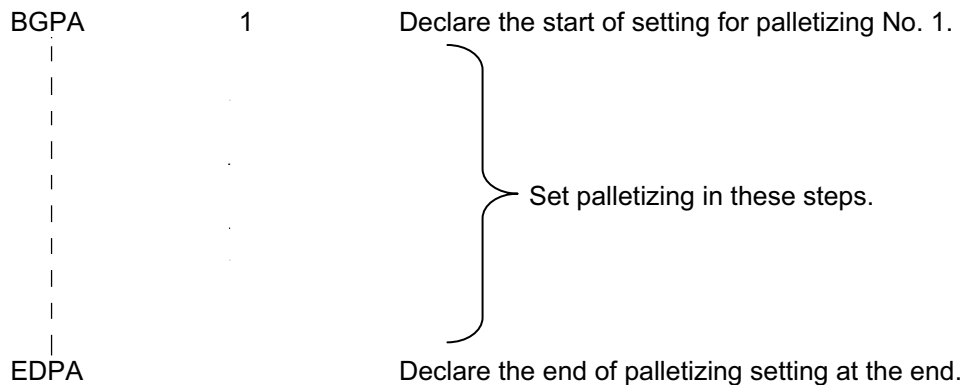 BGPA 1 Declare the start of setting for palletizing No. 1.
Set palletizing in these steps.
EDPA Declare the end of palletizing setting at the end.